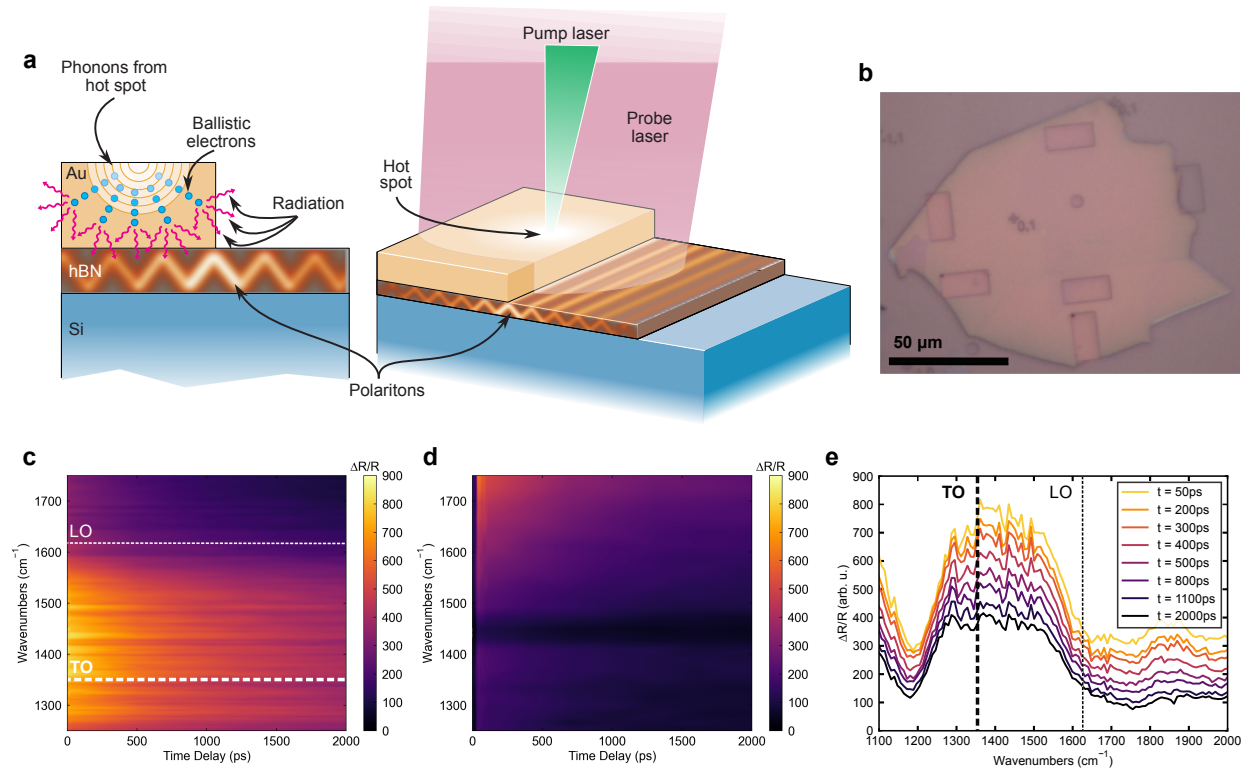 a
Phonons from
hot spot
Ballistic
electrons
Au
Radiation
hBN
Si
Polaritons
Pump laser
Probe
laser
Hot
spot
b
0,1
50 µm
c
ΔR/R
Wavenumbers (cm⁻¹)
1700
1600
1500
1400
1300
LO
TO
0
500
1000
1500
2000
Time Delay (ps)
900
800
700
600
500
400
300
200
100
0
d
ΔR/R
Wavenumbers (cm⁻¹)
1700
1600
1500
1400
1300
0
500
1000
1500
2000
Time Delay (ps)
900
800
700
600
500
400
300
200
100
0
e
ΔR/R (arb. u.)
900
800
700
600
500
400
300
200
100
0
TO
LO
t = 50ps
t = 200ps
t = 300ps
t = 400ps
t = 500ps
t = 800ps
t = 1100ps
t = 2000ps
1100
1200
1300
1400
1500
1600
1700
1800
1900
2000
Wavenumbers (cm⁻¹)